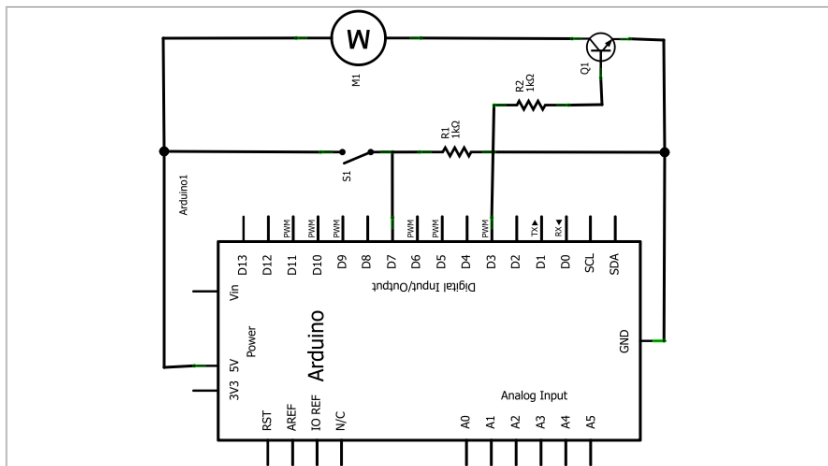 W
M1
Q1
R2
1kΩ
R1
1kΩ
S1
Arduino1
PWM
PWM
PWM
PWM
PWM
PWM
TX▶
RX◀
D13
D12
D11
D10
D9
D8
D7
D6
D5
D4
D3
D2
D1
D0
SCL
SDA
Digital Input/Output
Vin
Power
5V
3V3
Arduino
GND
Analog Input
RST
AREF
IO REF
N/C
A0
A1
A2
A3
A4
A5